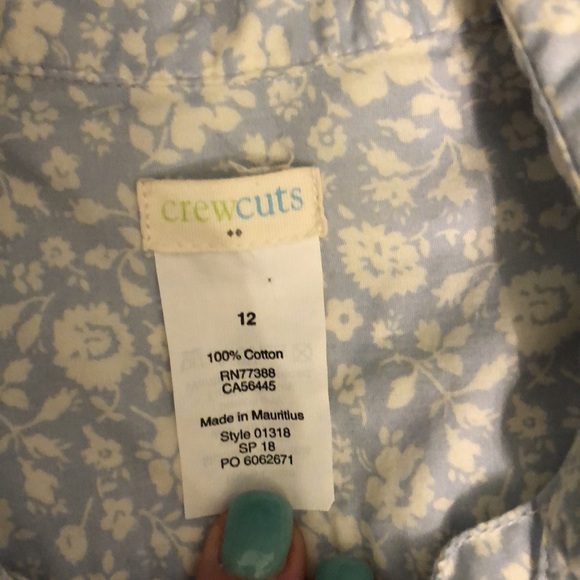 crewcuts
12
100% Cotton
RN77388
CA56445
Made in Mauritius
Style 01318
SP 18
PO 6062671